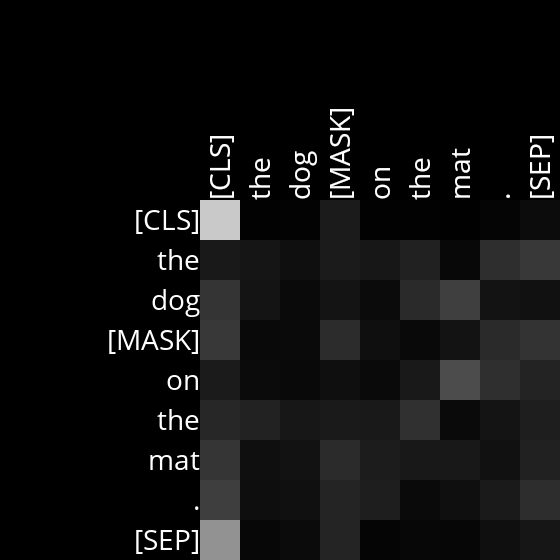 [CLS] the dog [MASK] on the mat . [SEP]
[CLS]
the
dog
[MASK]
on
the
mat
.
[SEP]